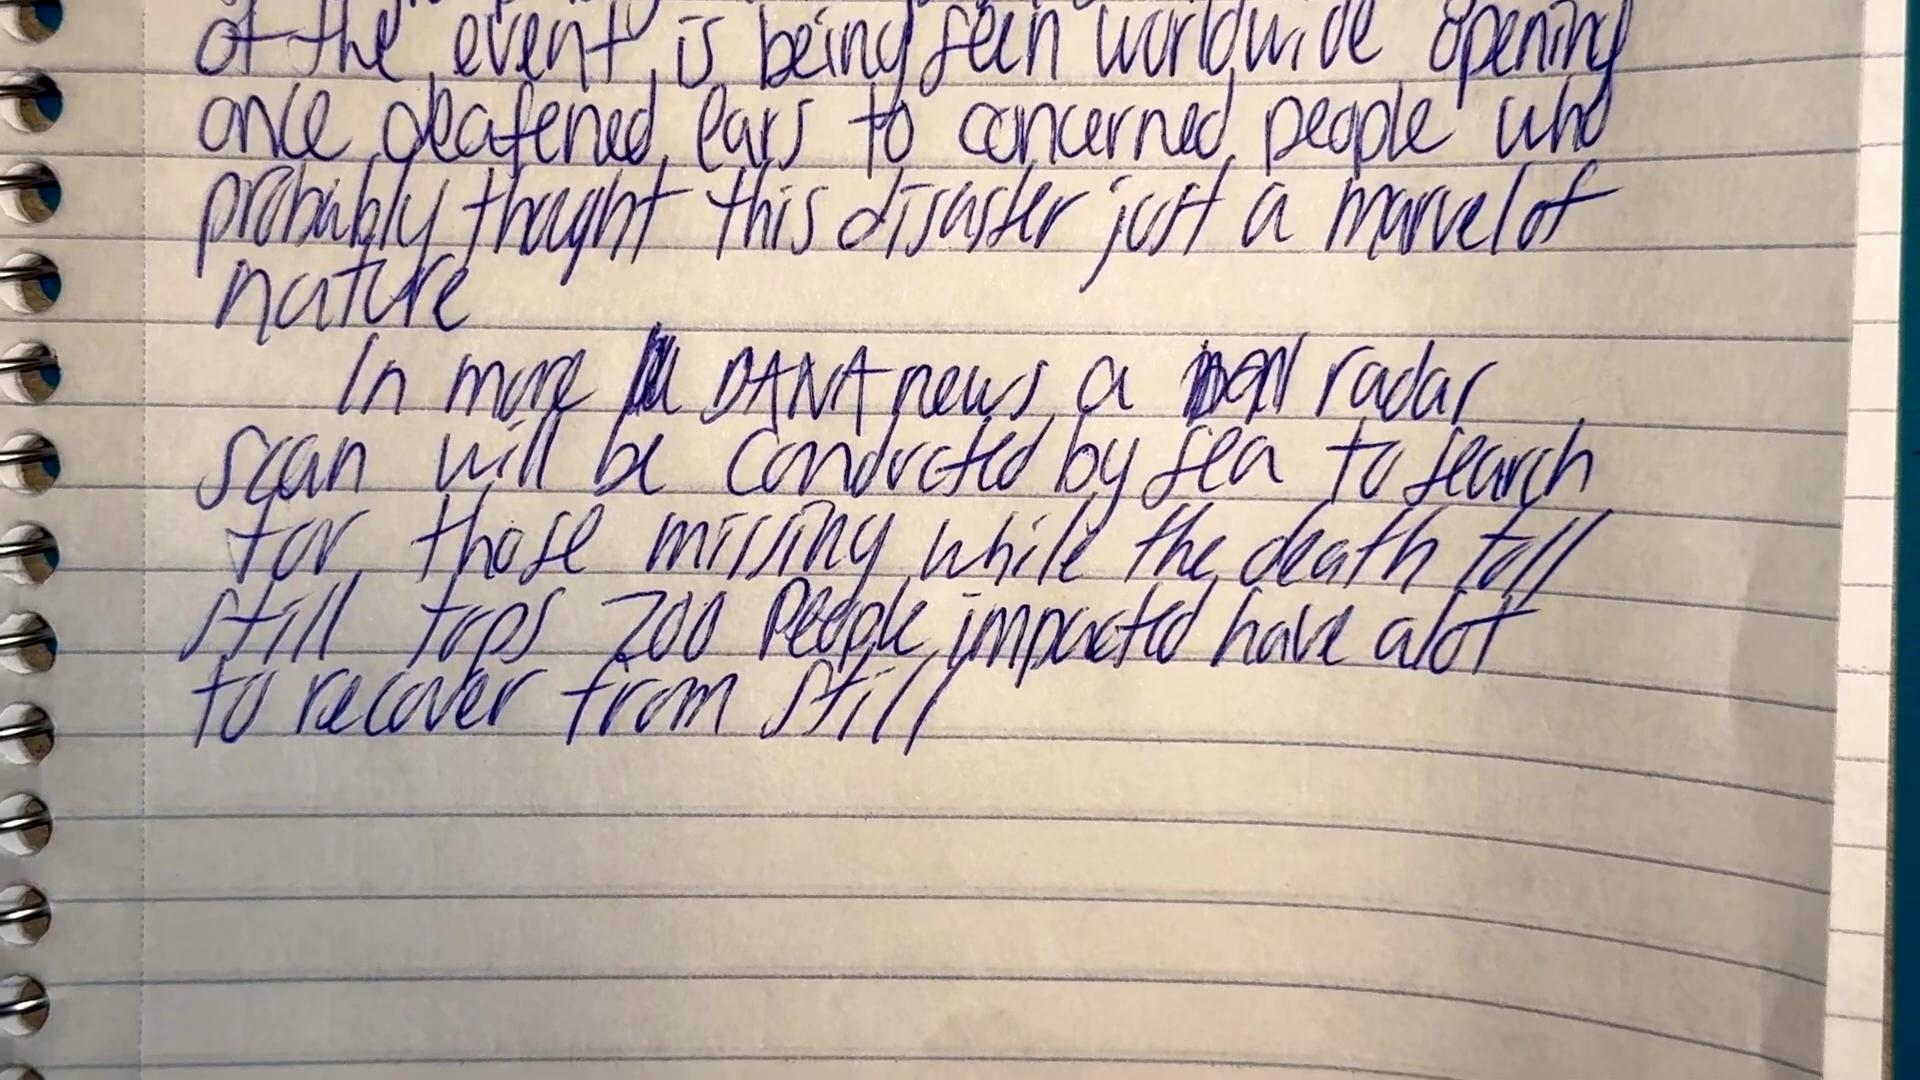 of the event is being seen worldwide opening
once deafened ears to concerned people who
probably thought this disaster just a marvel of
nature
In more DANA news a radar
scan will be conducted by sea to search
for those missing while the death toll
still tops 200 People impacted have alot
to recover from still